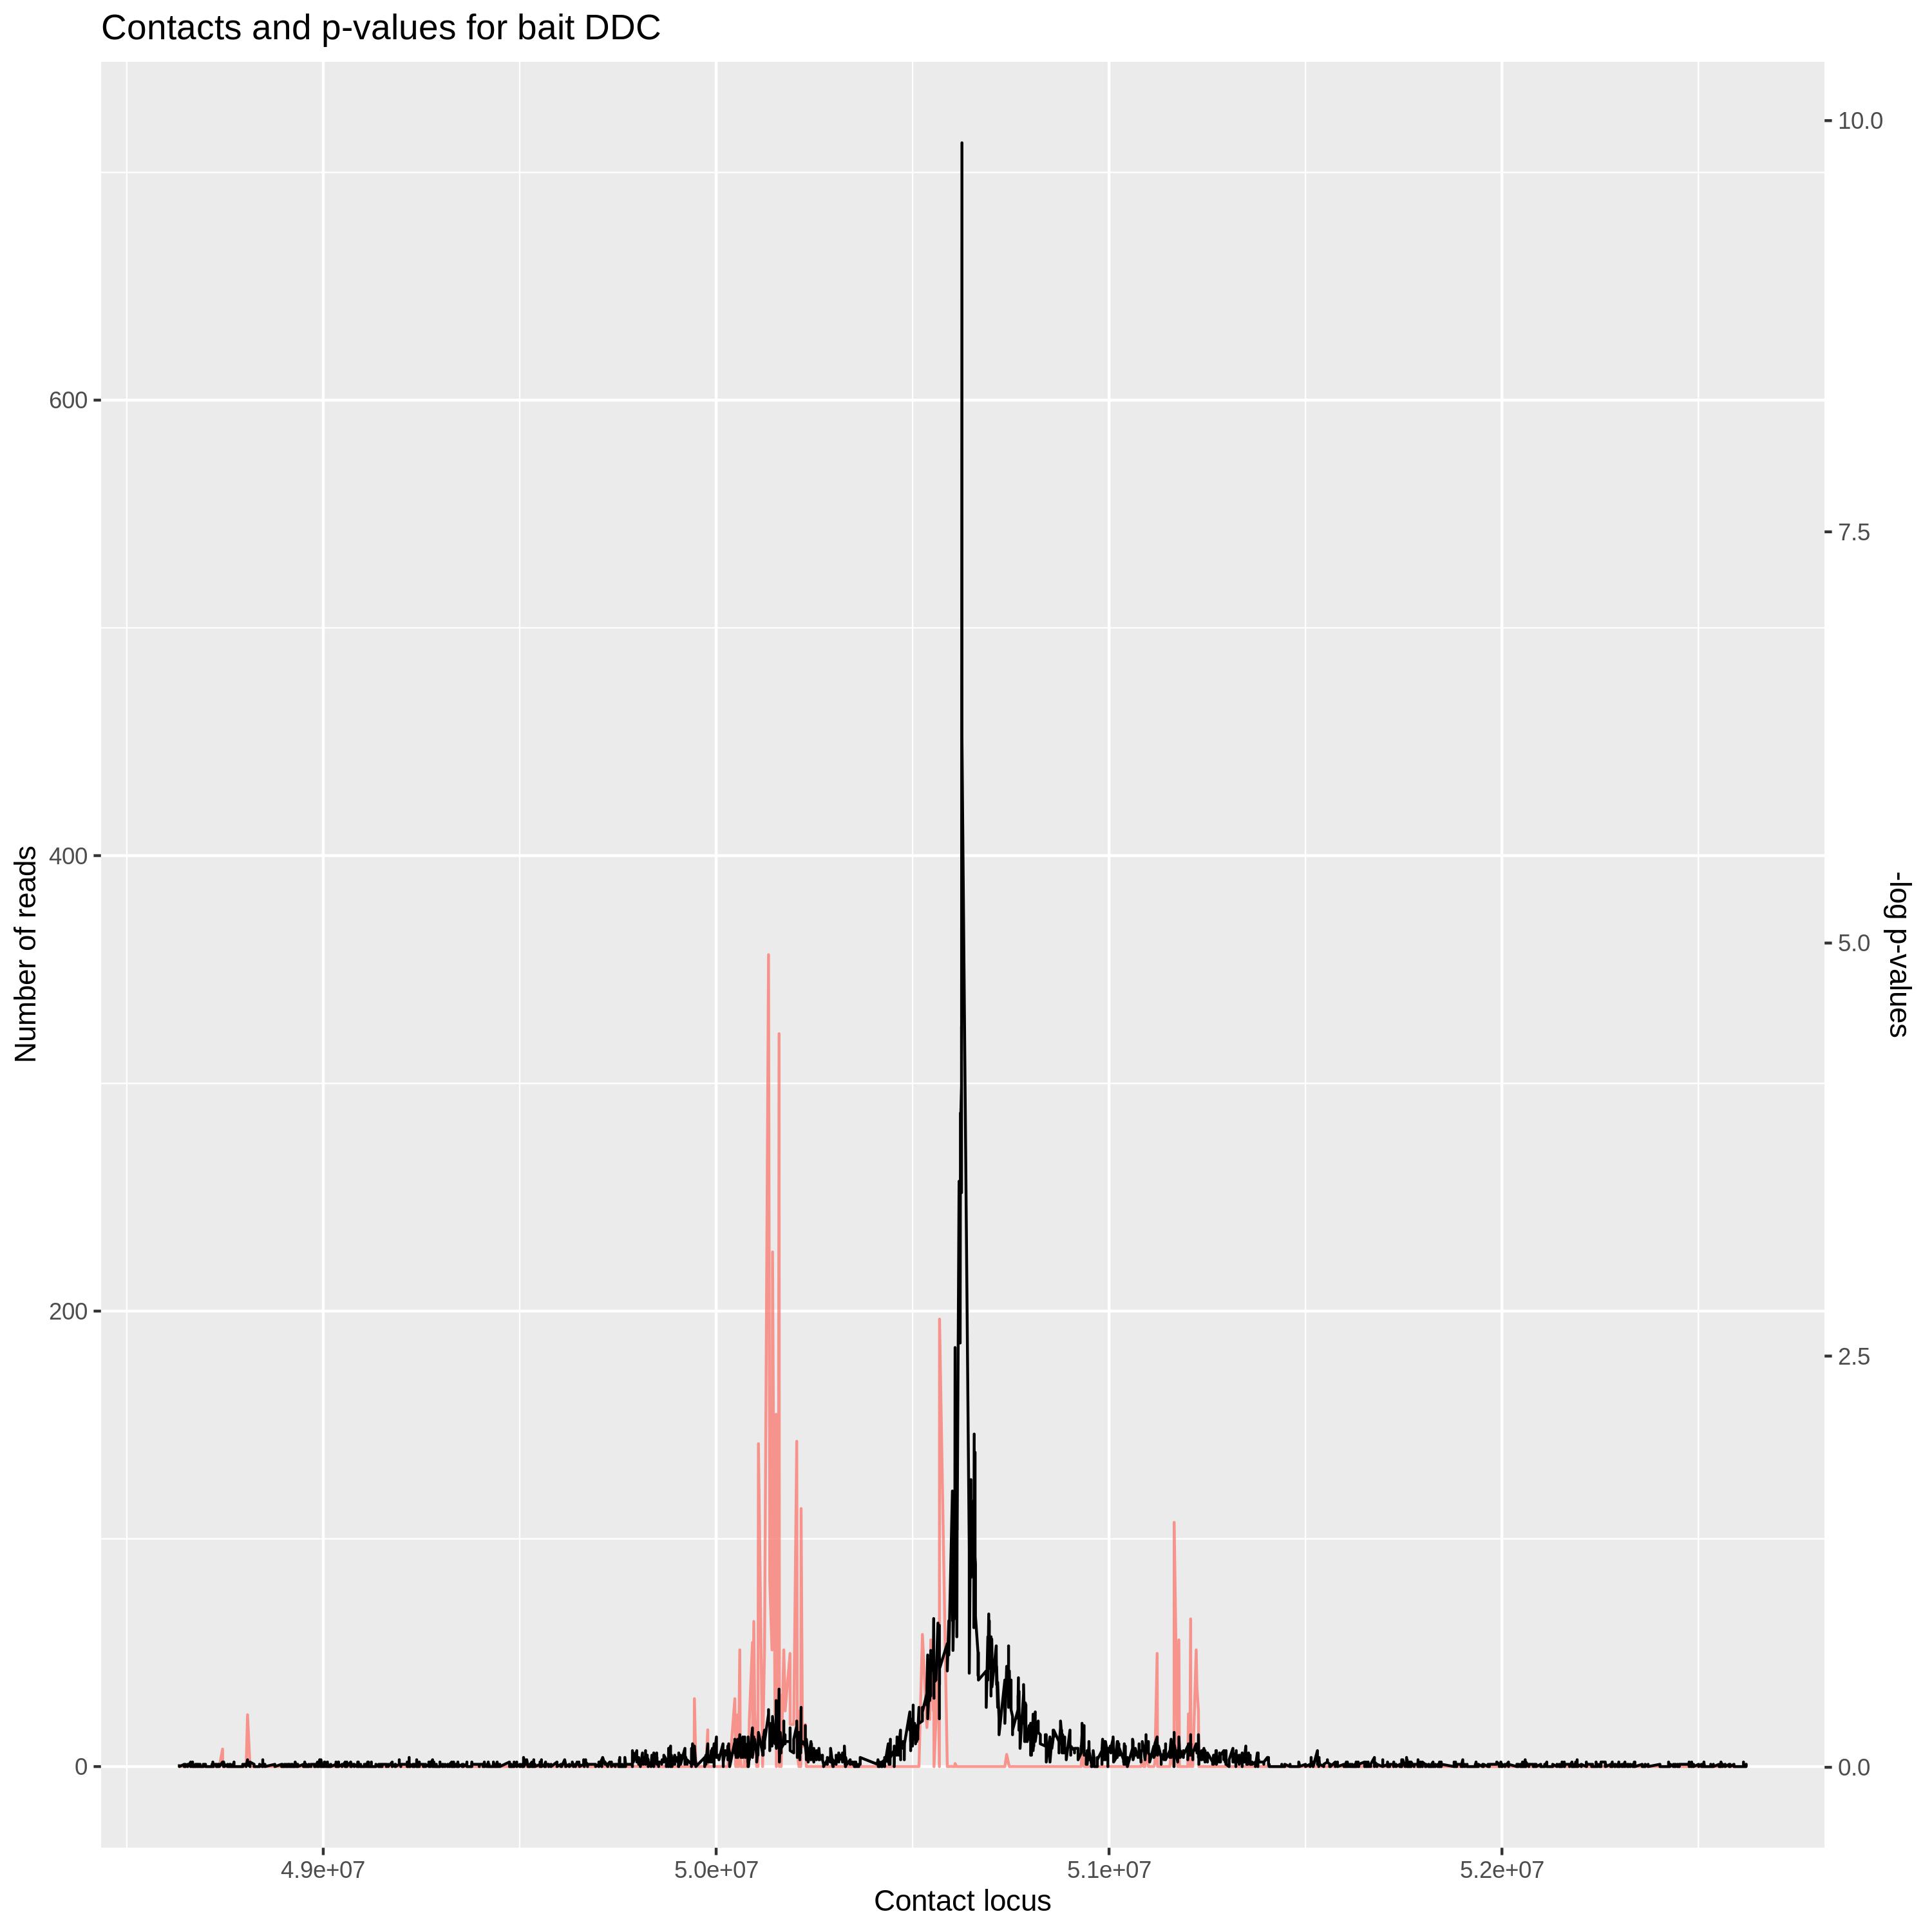 Contacts and p-values for bait DDC
10.0
600
7.5
Number of reads
400
5.0
-log p-values
200
2.5
0
0.0
4.9e+07
5.0e+07
5.1e+07
5.2e+07
Contact locus